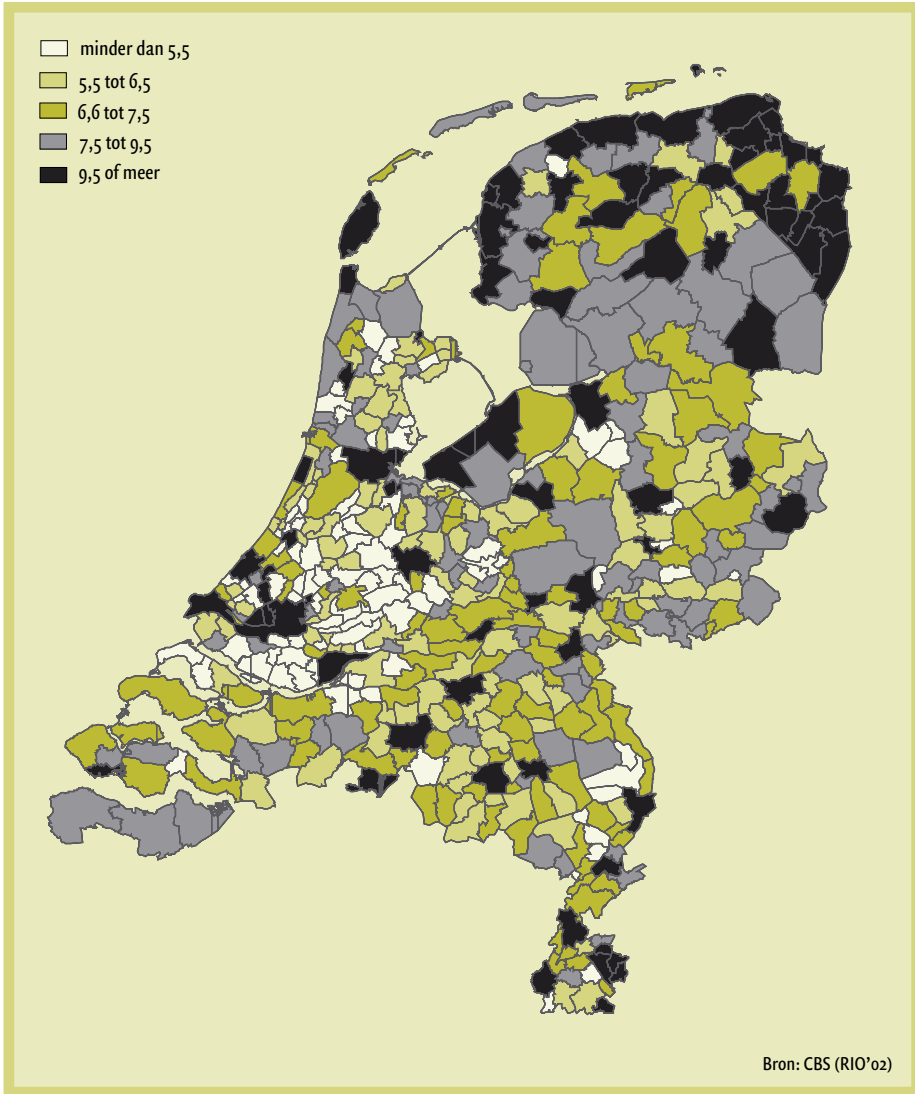 minder dan 5,5
5,5 tot 6,5
6,6 tot 7,5
7,5 tot 9,5
9,5 of meer
Bron: CBS (RIO'02)